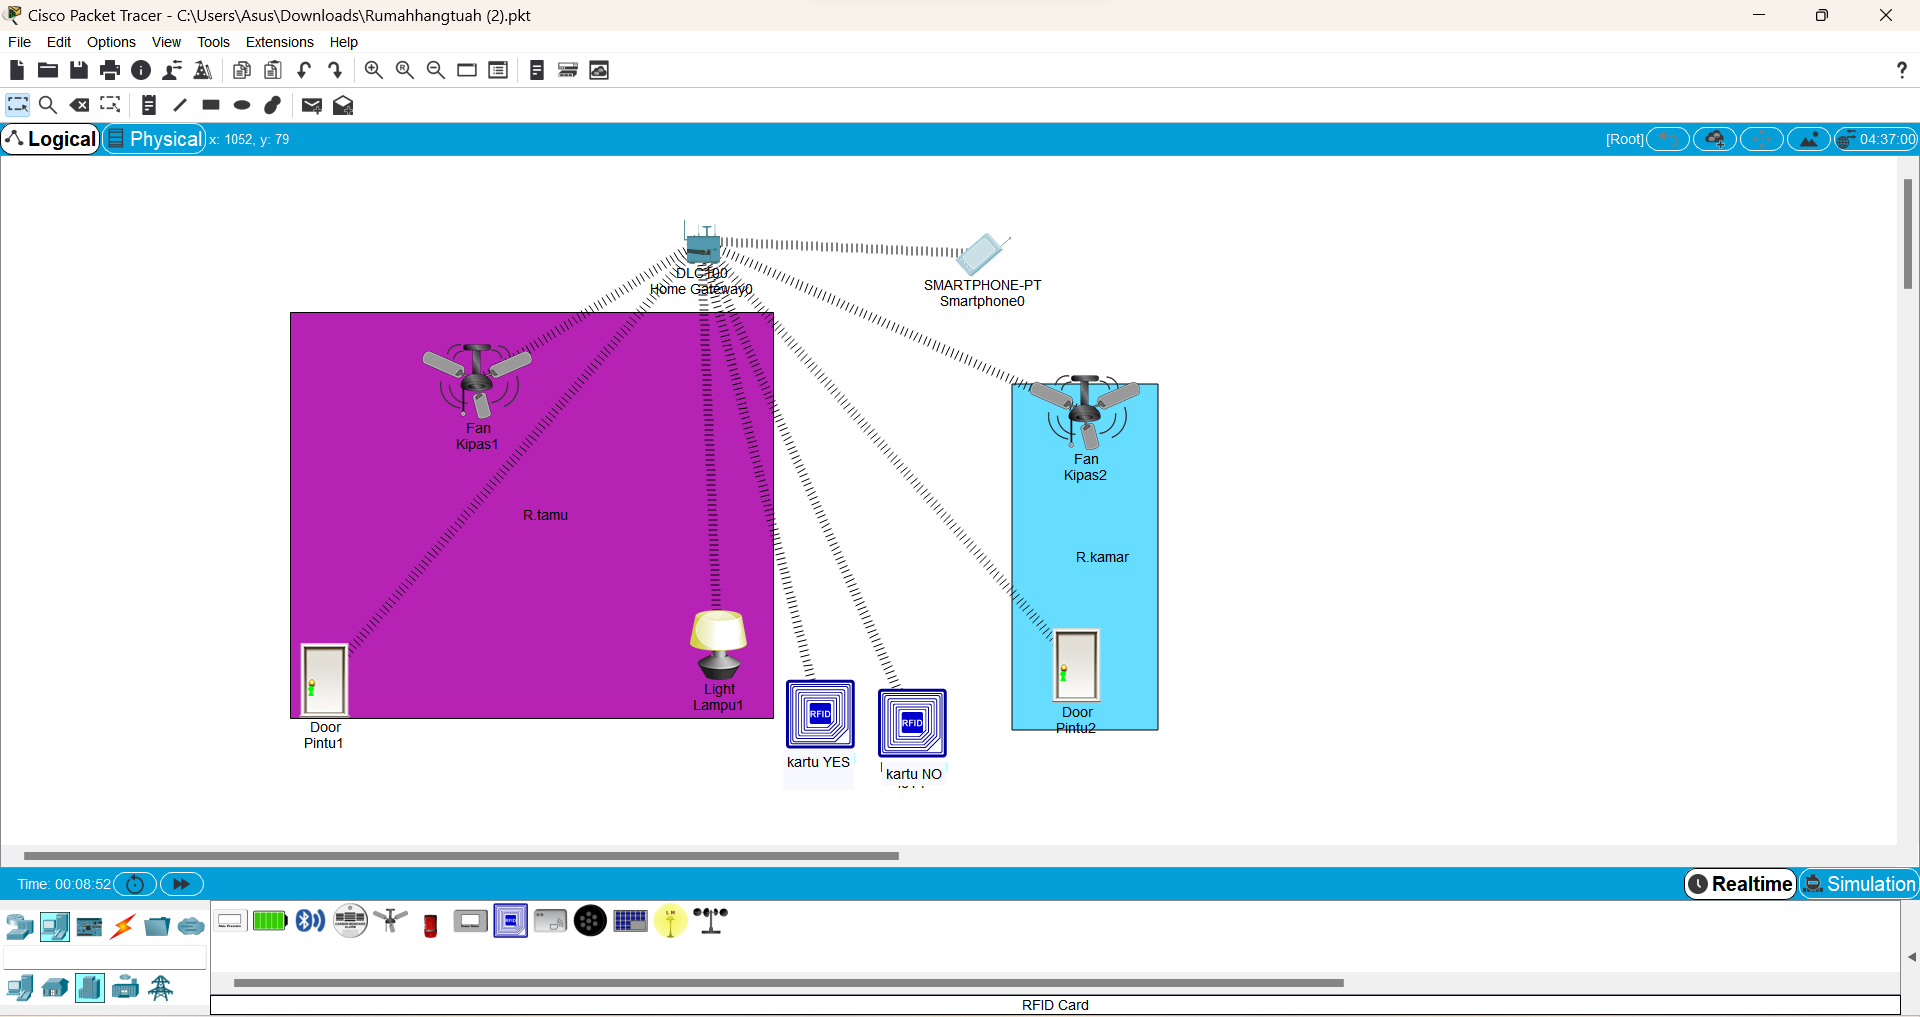 Cisco Packet Tracer - C:\Users\Asus\Downloads\Rumahhangtuah (2).pkt
File Edit Options View Tools Extensions Help
Logical Physical x: 1052, y: 79 [Root] 04:37:00
DLC100
Home Gateway0
SMARTPHONE-PT
Smartphone0
Fan
Kipas1
Fan
Kipas2
R.tamu
R.kamar
Light
Lampu1
Door
Pintu1
Door
Pintu2
RFID
RFID
kartu YES
kartu NO
Time: 00:08:52
Realtime Simulation
RFID Card